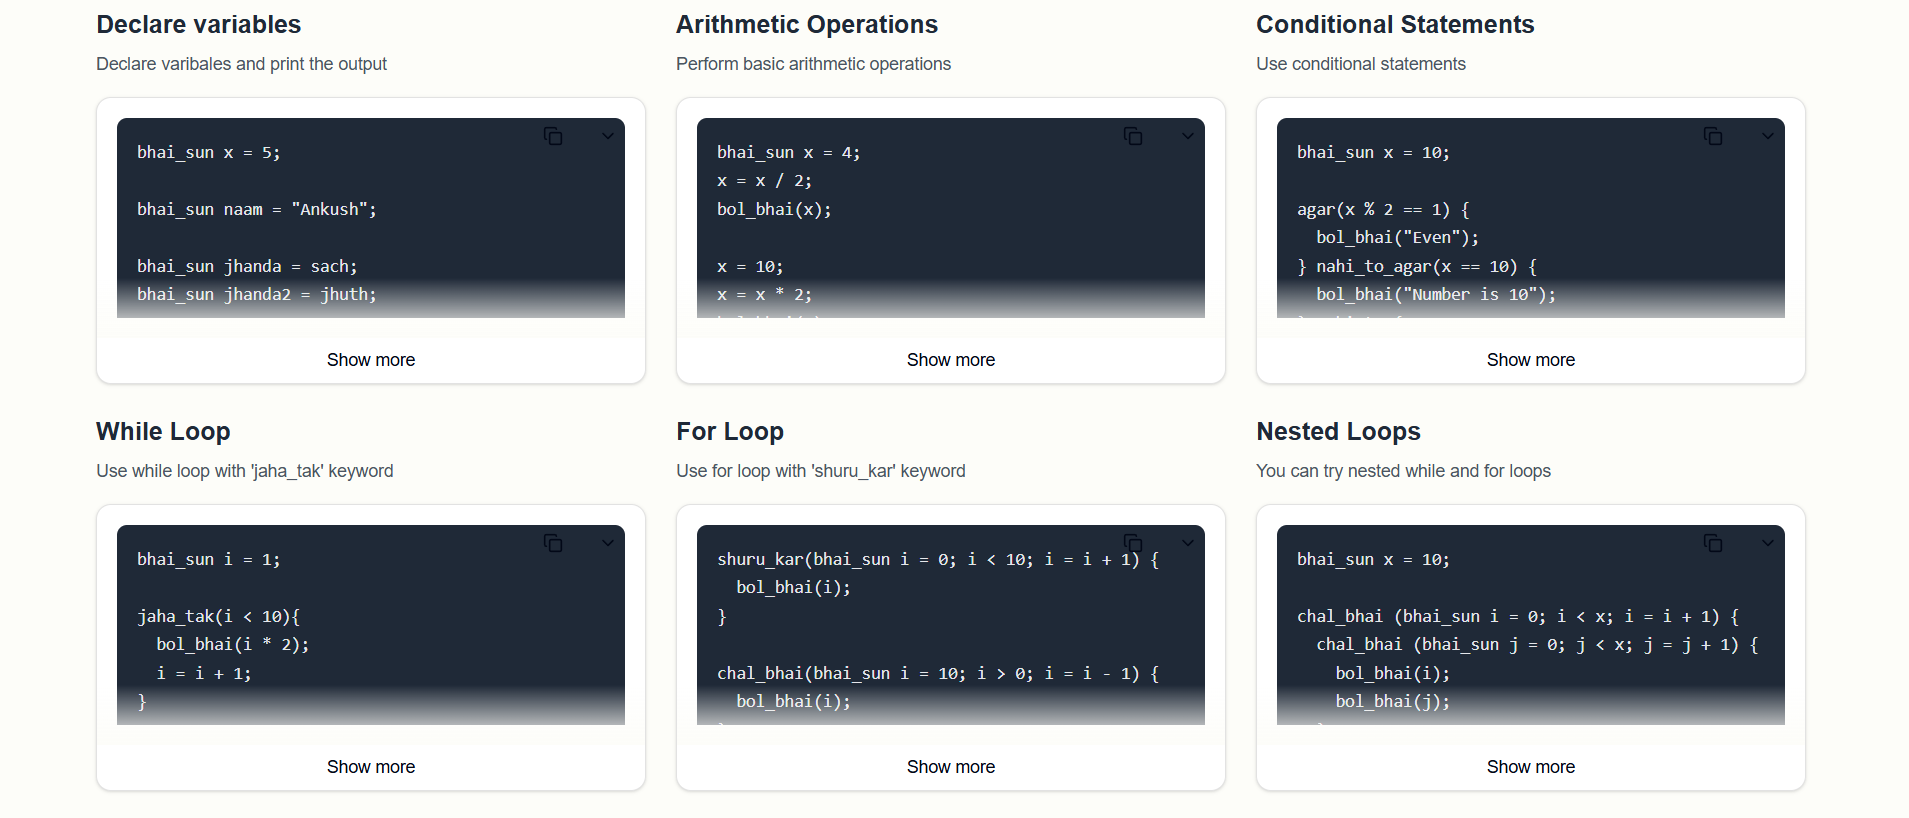 Declare variables
Declare varibales and print the output
bhai_sun x = 5;
bhai_sun naam = "Ankush";
bhai_sun jhanda = sach;
bhai_sun jhanda2 = jhuth;
Show more
Arithmetic Operations
Perform basic arithmetic operations
bhai_sun x = 4;
x = x / 2;
bol_bhai(x);
x = 10;
x = x * 2;
Show more
Conditional Statements
Use conditional statements
bhai_sun x = 10;
agar(x % 2 == 1) {
  bol_bhai("Even");
} nahi_to_agar(x == 10) {
  bol_bhai("Number is 10");
Show more
While Loop
Use while loop with 'jaha_tak' keyword
bhai_sun i = 1;
jaha_tak(i < 10){
  bol_bhai(i * 2);
  i = i + 1;
}
Show more
For Loop
Use for loop with 'shuru_kar' keyword
shuru_kar(bhai_sun i = 0; i < 10; i = i + 1) {
  bol_bhai(i);
}
chal_bhai(bhai_sun i = 10; i > 0; i = i - 1) {
  bol_bhai(i);
Show more
Nested Loops
You can try nested while and for loops
bhai_sun x = 10;
chal_bhai (bhai_sun i = 0; i < x; i = i + 1) {
  chal_bhai (bhai_sun j = 0; j < x; j = j + 1) {
    bol_bhai(i);
    bol_bhai(j);
Show more